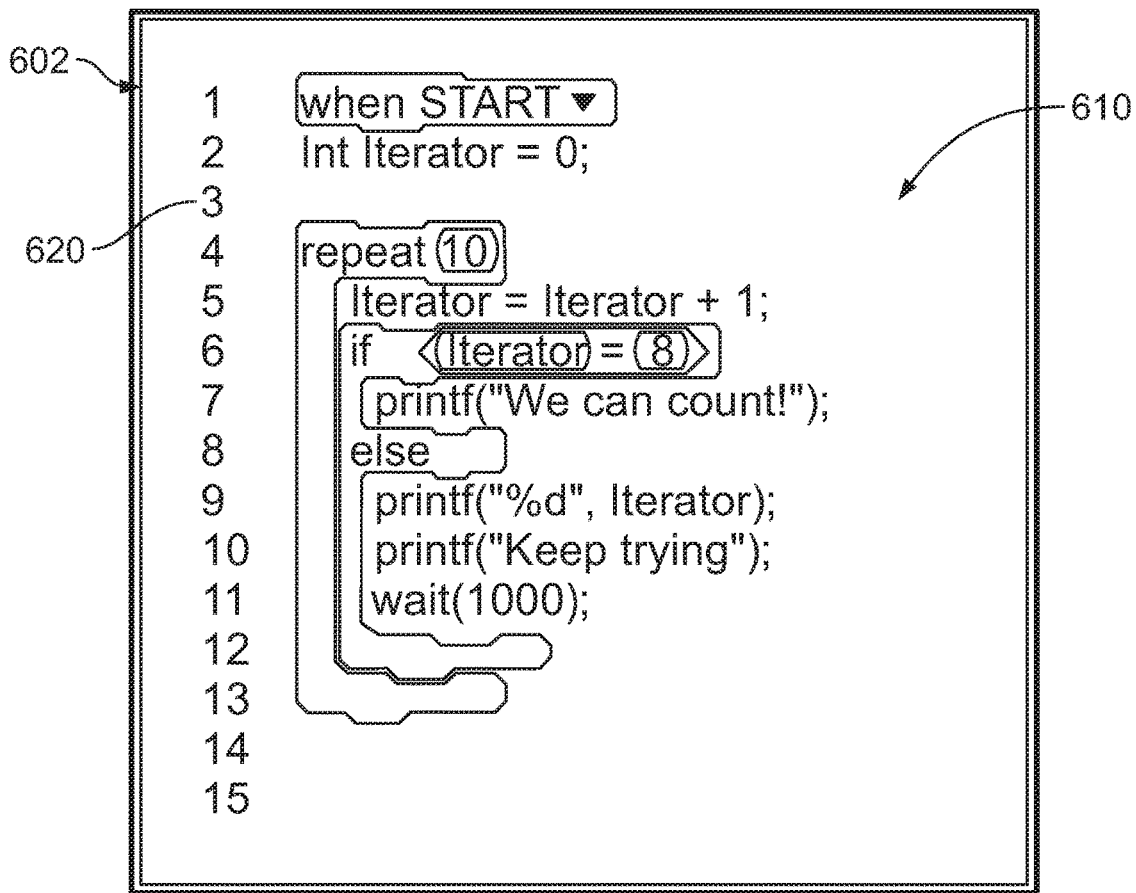 602
1 when START ▼
610
2 Int Iterator = 0;
3
620
4 repeat (10)
5 Iterator = Iterator + 1;
6 if <(Iterator) = (8)>
7 printf("We can count!");
8 else
9 printf("%d", Iterator);
10 printf("Keep trying");
11 wait(1000);
12
13
14
15